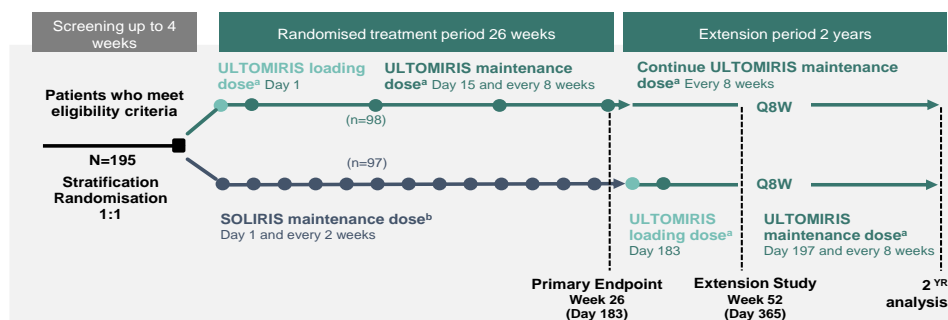 Screening up to 4
weeks
Randomised treatment period 26 weeks
Extension period 2 years
Patients who meet
eligibility criteria
N=195
Stratification
Randomisation
1:1
ULTOMIRIS loading
doseᵃ Day 1
ULTOMIRIS maintenance
doseᵃ Day 15 and every 8 weeks
(n=98)
Continue ULTOMIRIS maintenance
doseᵃ Every 8 weeks
Q8W
(n=97)
SOLIRIS maintenance doseᵇ
Day 1 and every 2 weeks
Q8W
ULTOMIRIS
loading doseᵃ
Day 183
ULTOMIRIS
maintenance doseᵃ
Day 197 and every 8 weeks
Primary Endpoint
Week 26
(Day 183)
Extension Study
Week 52
(Day 365)
2 YR
analysis